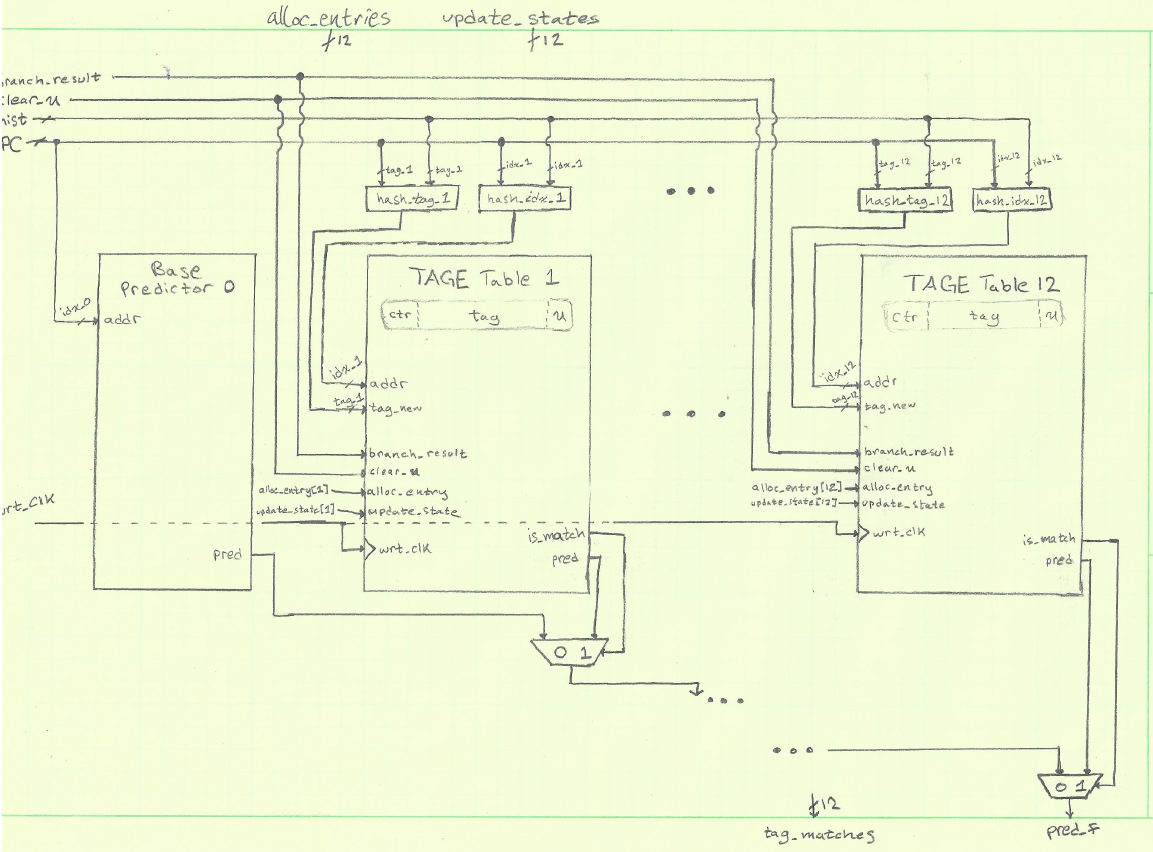 alloc_entries update_states
12 12
ranch_result
clear_u
hist
PC
tag_1 tag_1 idx_1 idx_1 tag_12 tag_12 idx_12 idx_12
hash_tag_1 hash_idx_1 ... hash_tag_12 hash_idx_12
Base
Predictor 0
idx_0
addr
pred
TAGE Table 1
ctr tag u
idx_1
addr
tag_1
tag_new
branch_result
clear_u
alloc_entry[1] alloc_entry
update_state[1] update_state
wrt_clk
wrt_clk
is_match
pred
0 1
...
...
TAGE Table 12
ctr tag u
idx_12
addr
tag_12
tag_new
branch_result
clear_u
alloc_entry[12] alloc_entry
update_state[12] update_state
wrt_clk
is_match
pred
...
0 1
12
tag_matches
pred_f